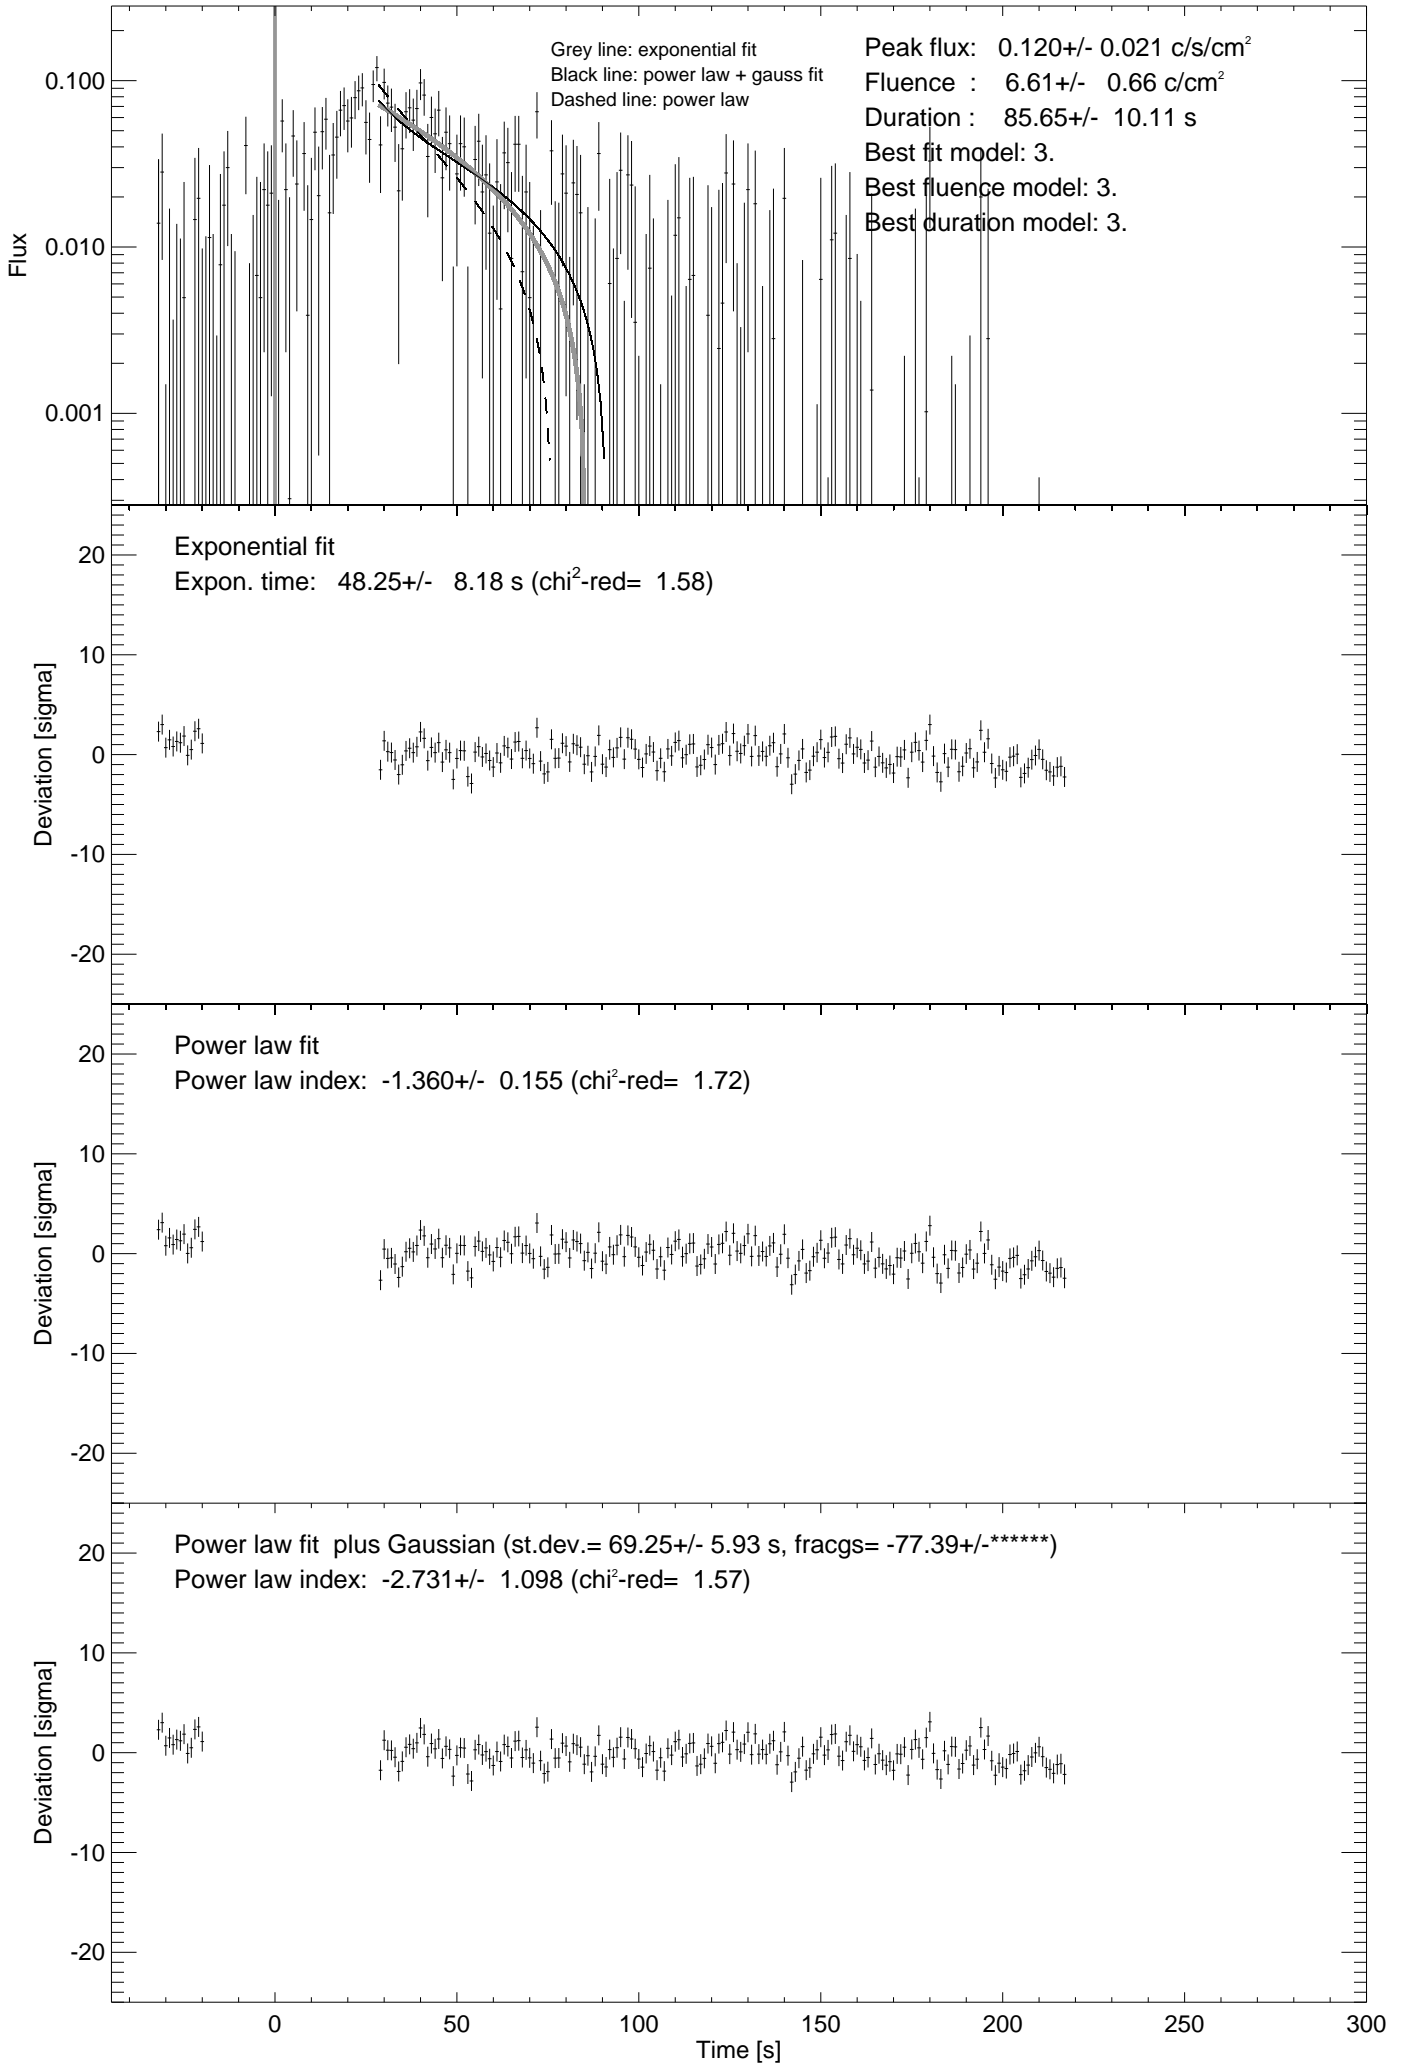 Grey line: exponential fit
Black line: power law + gauss fit
Dashed line: power law
Peak flux: 0.120+/- 0.021 c/s/cm²
Fluence : 6.61+/- 0.66 c/cm²
Duration : 85.65+/- 10.11 s
Best fit model: 3.
Best fluence model: 3.
Best duration model: 3.
0.100
0.010
0.001
Flux
Exponential fit
Expon. time: 48.25+/- 8.18 s (chi²-red= 1.58)
20
10
0
-10
-20
Deviation [sigma]
Power law fit
Power law index: -1.360+/- 0.155 (chi²-red= 1.72)
20
10
0
-10
-20
Deviation [sigma]
Power law fit plus Gaussian (st.dev.= 69.25+/- 5.93 s, fracgs= -77.39+/-******)
Power law index: -2.731+/- 1.098 (chi²-red= 1.57)
20
10
0
-10
-20
Deviation [sigma]
0 50 100 150 200 250 300
Time [s]